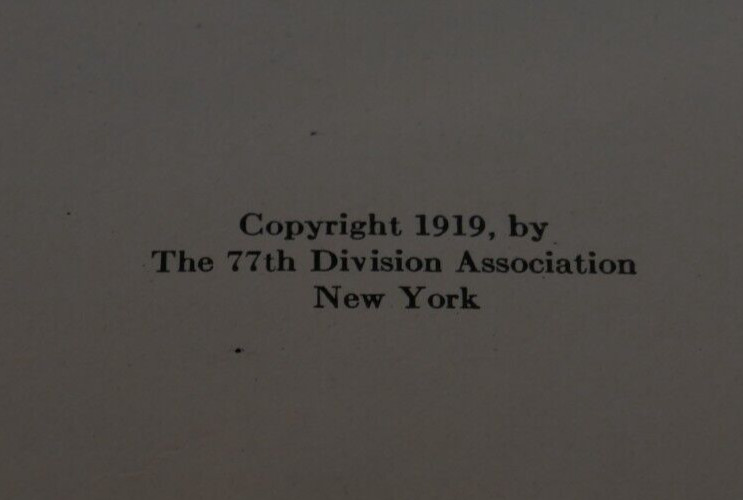 Copyright 1919, by
The 77th Division Association
New York